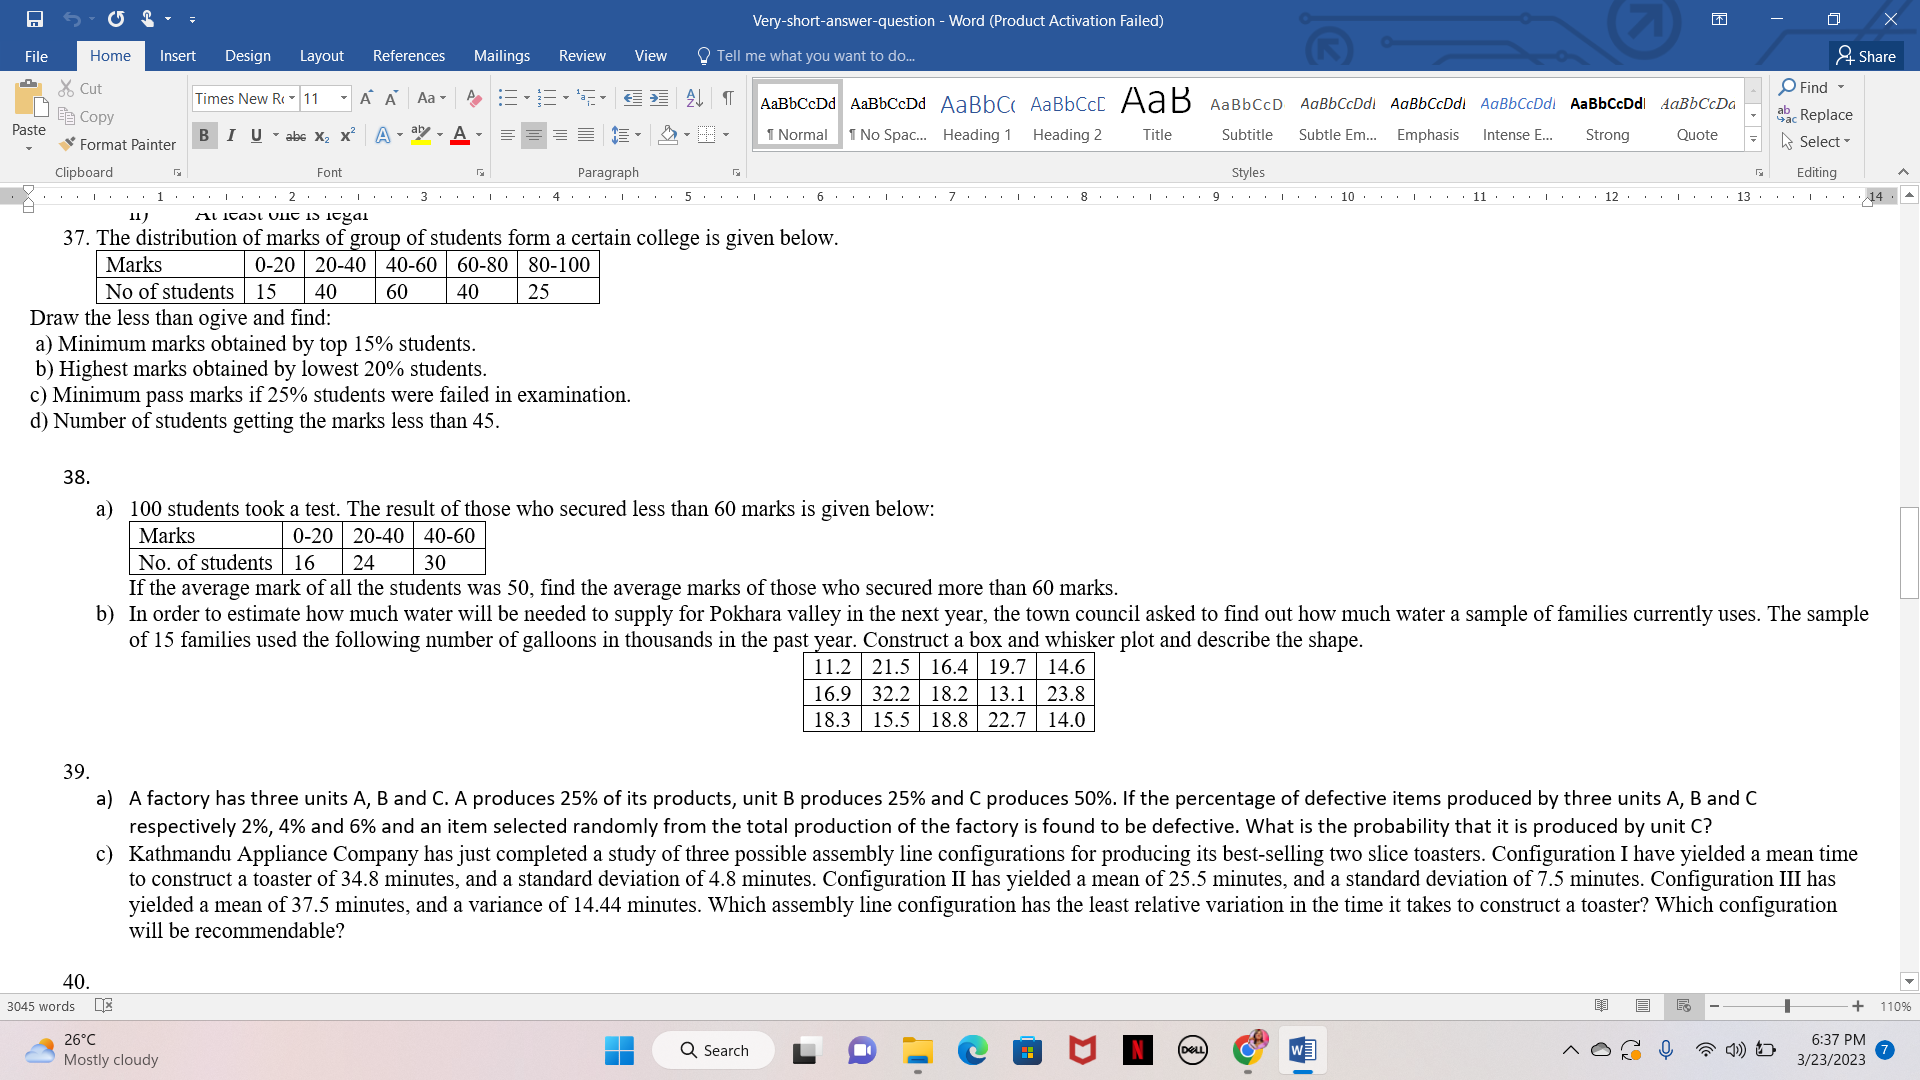 Very-short-answer-question - Word (Product Activation Failed)
File Home Insert Design Layout References Mailings Review View Tell me what you want to do... Share
Paste
Cut
Copy
Format Painter
Clipboard
Times New Ro 11
Font
Paragraph
AaBbCcDd AaBbCcDd AaBbCc AaBbCcD AaB AaBbCcD AaBbCcDd AaBbCcDd AaBbCcDd AaBbCcDd AaBbCcDd
¶ Normal ¶ No Spac... Heading 1 Heading 2 Title Subtitle Subtle Em... Emphasis Intense E... Strong Quote
Styles
Find
Replace
Select
Editing
1 2 3 4 5 6 7 8 9 10 11 12 13 14
ii) At least one is legal
37. The distribution of marks of group of students form a certain college is given below.
Marks 0-20 20-40 40-60 60-80 80-100
No of students 15 40 60 40 25
Draw the less than ogive and find:
a) Minimum marks obtained by top 15% students.
b) Highest marks obtained by lowest 20% students.
c) Minimum pass marks if 25% students were failed in examination.
d) Number of students getting the marks less than 45.
38.
a) 100 students took a test. The result of those who secured less than 60 marks is given below:
Marks 0-20 20-40 40-60
No. of students 16 24 30
If the average mark of all the students was 50, find the average marks of those who secured more than 60 marks.
b) In order to estimate how much water will be needed to supply for Pokhara valley in the next year, the town council asked to find out how much water a sample of families currently uses. The sample
of 15 families used the following number of galloons in thousands in the past year. Construct a box and whisker plot and describe the shape.
11.2 21.5 16.4 19.7 14.6
16.9 32.2 18.2 13.1 23.8
18.3 15.5 18.8 22.7 14.0
39.
a) A factory has three units A, B and C. A produces 25% of its products, unit B produces 25% and C produces 50%. If the percentage of defective items produced by three units A, B and C
respectively 2%, 4% and 6% and an item selected randomly from the total production of the factory is found to be defective. What is the probability that it is produced by unit C?
c) Kathmandu Appliance Company has just completed a study of three possible assembly line configurations for producing its best-selling two slice toasters. Configuration I have yielded a mean time
to construct a toaster of 34.8 minutes, and a standard deviation of 4.8 minutes. Configuration II has yielded a mean of 25.5 minutes, and a standard deviation of 7.5 minutes. Configuration III has
yielded a mean of 37.5 minutes, and a variance of 14.44 minutes. Which assembly line configuration has the least relative variation in the time it takes to construct a toaster? Which configuration
will be recommendable?
40.
3045 words
110%
26°C
Mostly cloudy
Search
DELL
6:37 PM
3/23/2023
7